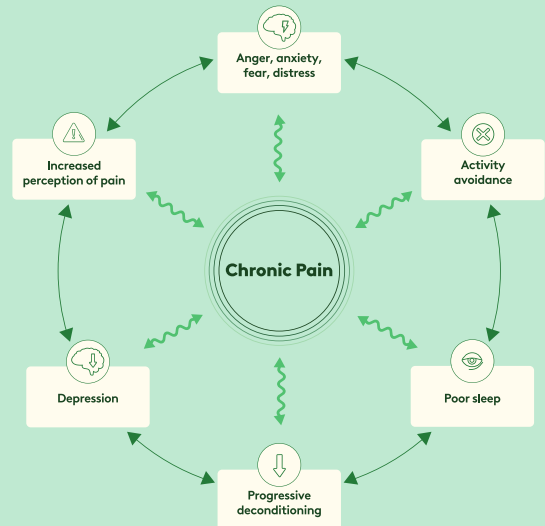 Anger, anxiety,
fear, distress
Increased
perception of pain
Activity
avoidance
Chronic Pain
Depression
Poor sleep
Progressive
deconditioning